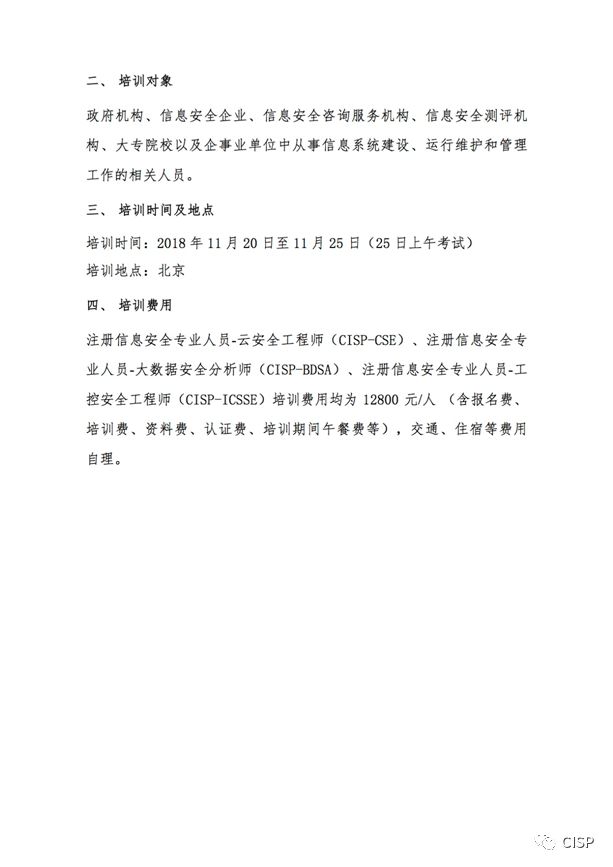 二、 培训对象
政府机构、信息安全企业、信息安全咨询服务机构、信息安全测评机
构、大专院校以及企事业单位中从事信息系统建设、运行维护和管理
工作的相关人员。
三、 培训时间及地点
培训时间：2018 年 11 月 20 日至 11 月 25 日（25 日上午考试）
培训地点：北京
四、 培训费用
注册信息安全专业人员-云安全工程师（CISP-CSE）、注册信息安全专
业人员-大数据安全分析师（CISP-BDSA）、注册信息安全专业人员-工
控安全工程师（CISP-ICSSE）培训费用均为 12800 元/人 （含报名费、
培训费、资料费、认证费、培训期间午餐费等），交通、住宿等费用
自理。
CISP